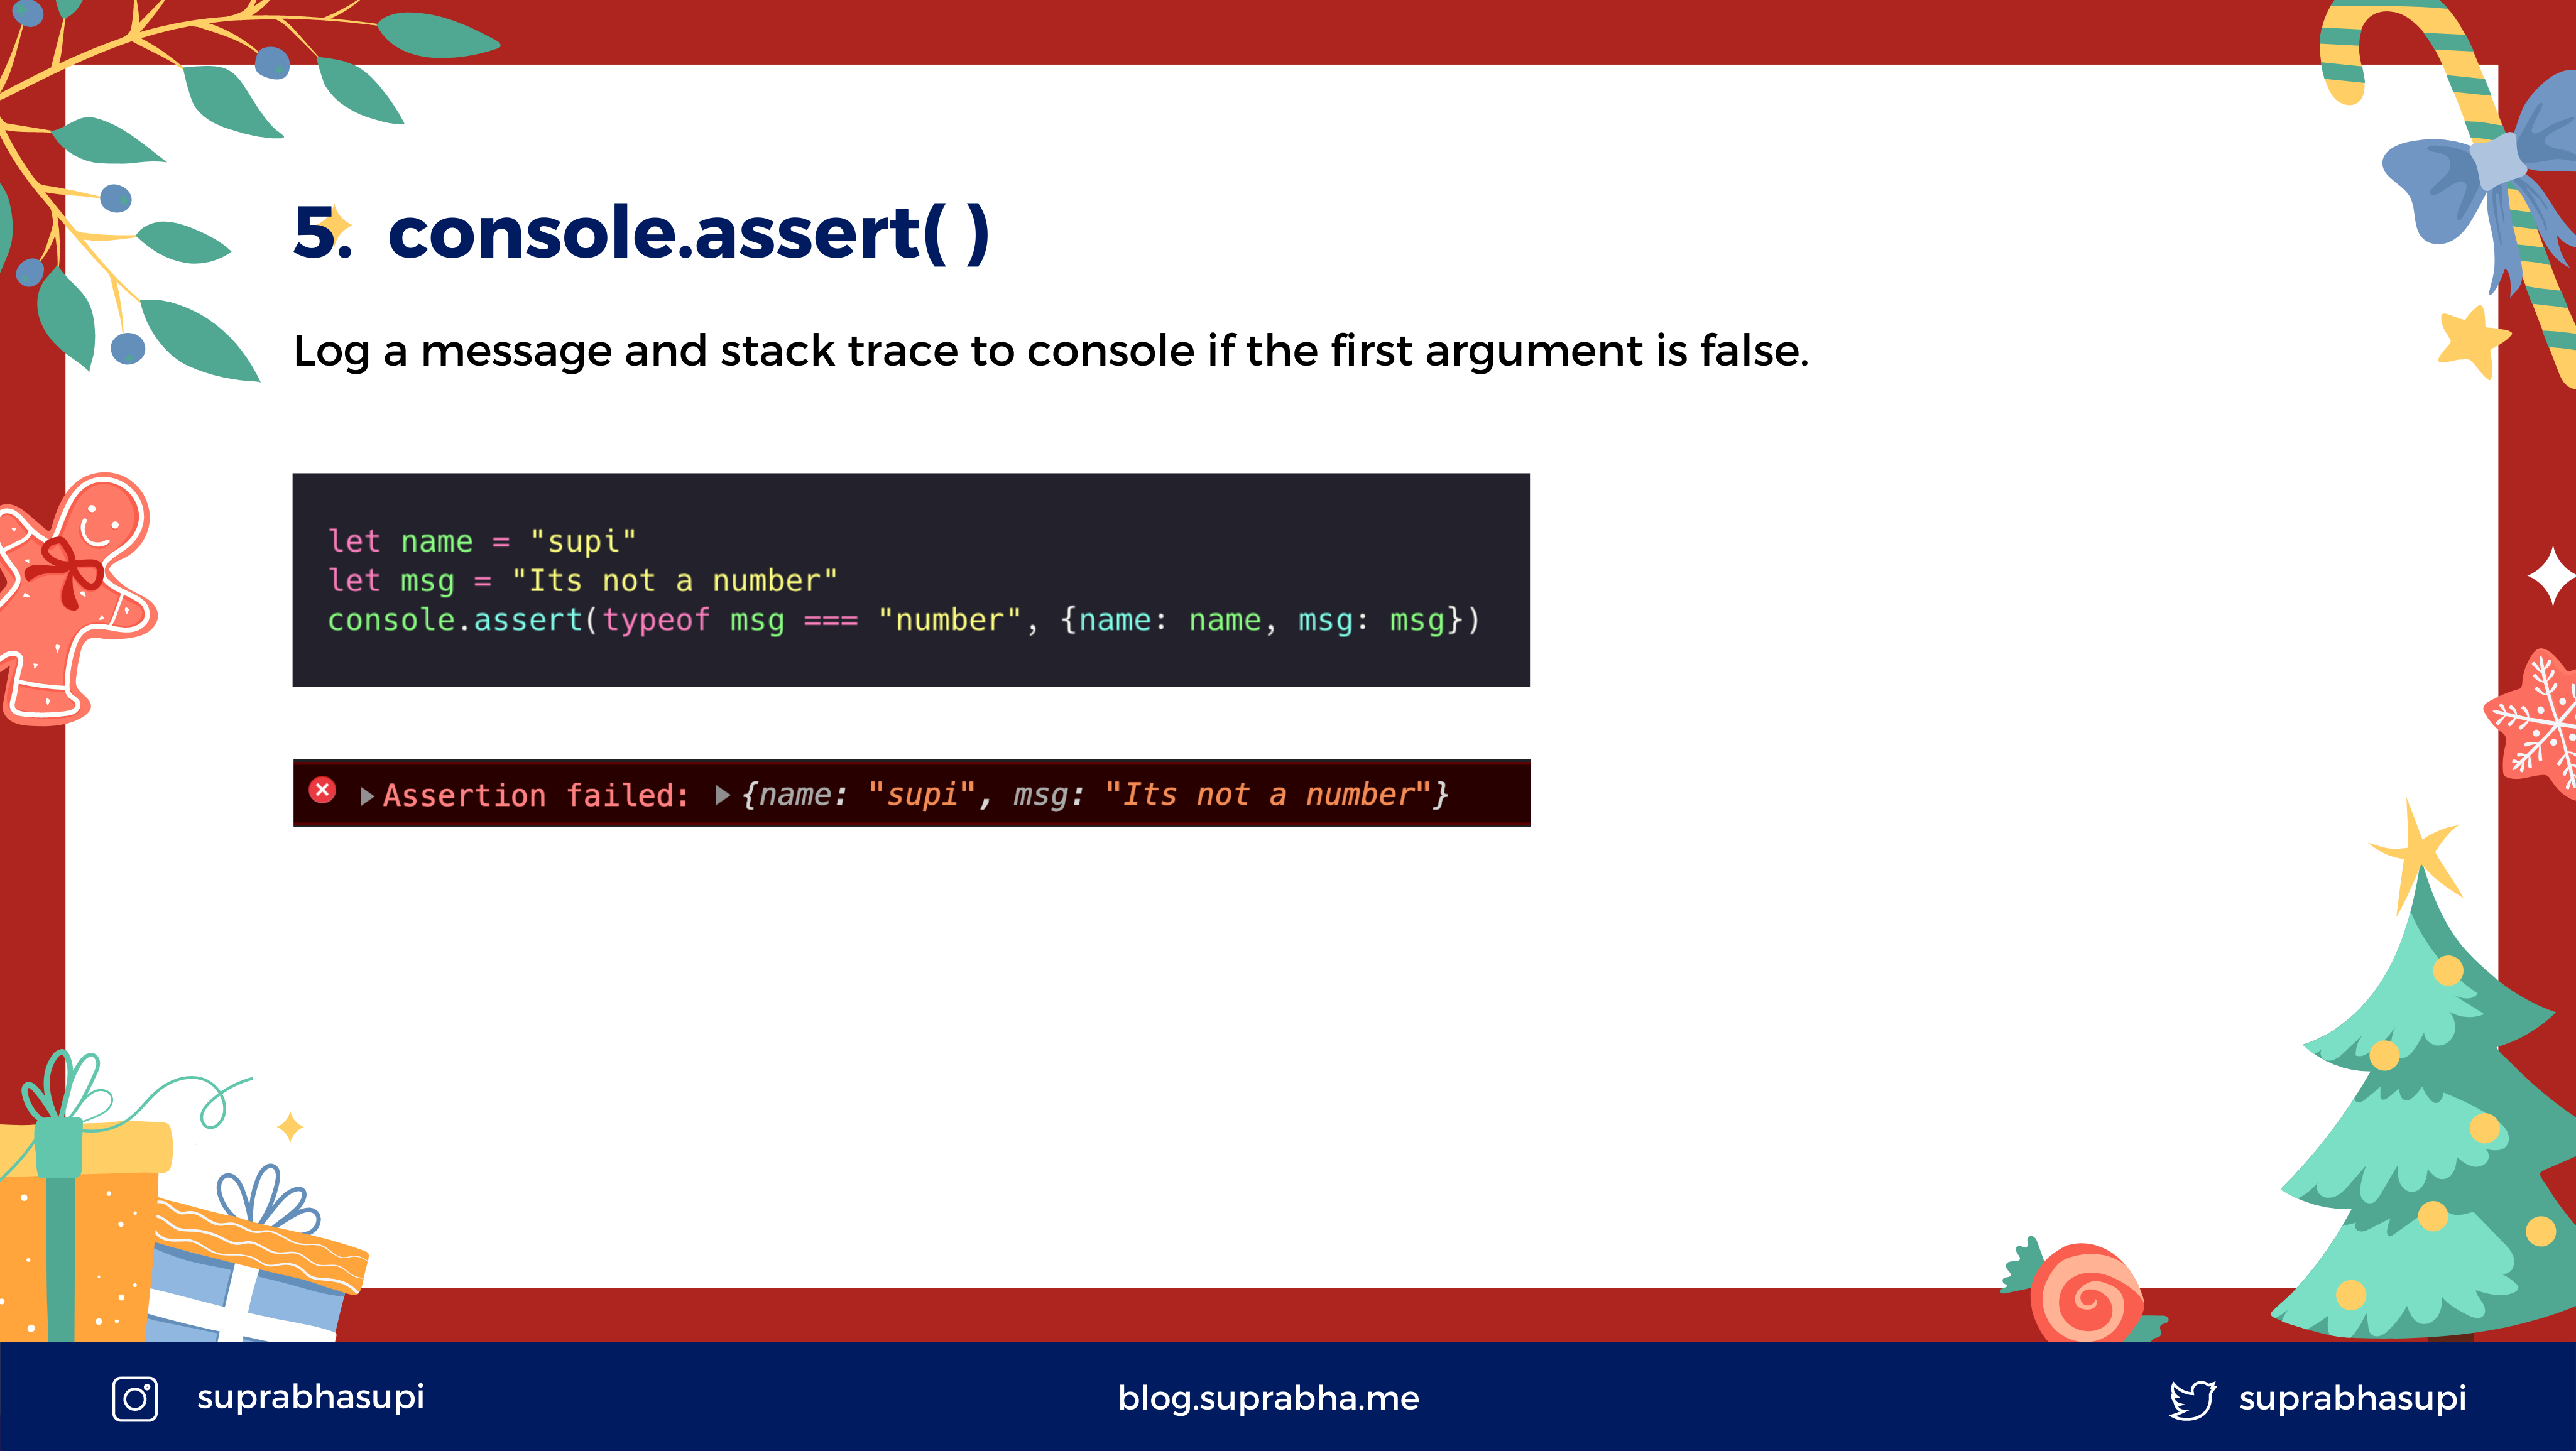 5. console.assert( )
Log a message and stack trace to console if the first argument is false.
let name = "supi"
let msg = "Its not a number"
console.assert(typeof msg === "number", {name: name, msg: msg})
Assertion failed: {name: "supi", msg: "Its not a number"}
suprabhasupi
blog.suprabha.me
suprabhasupi